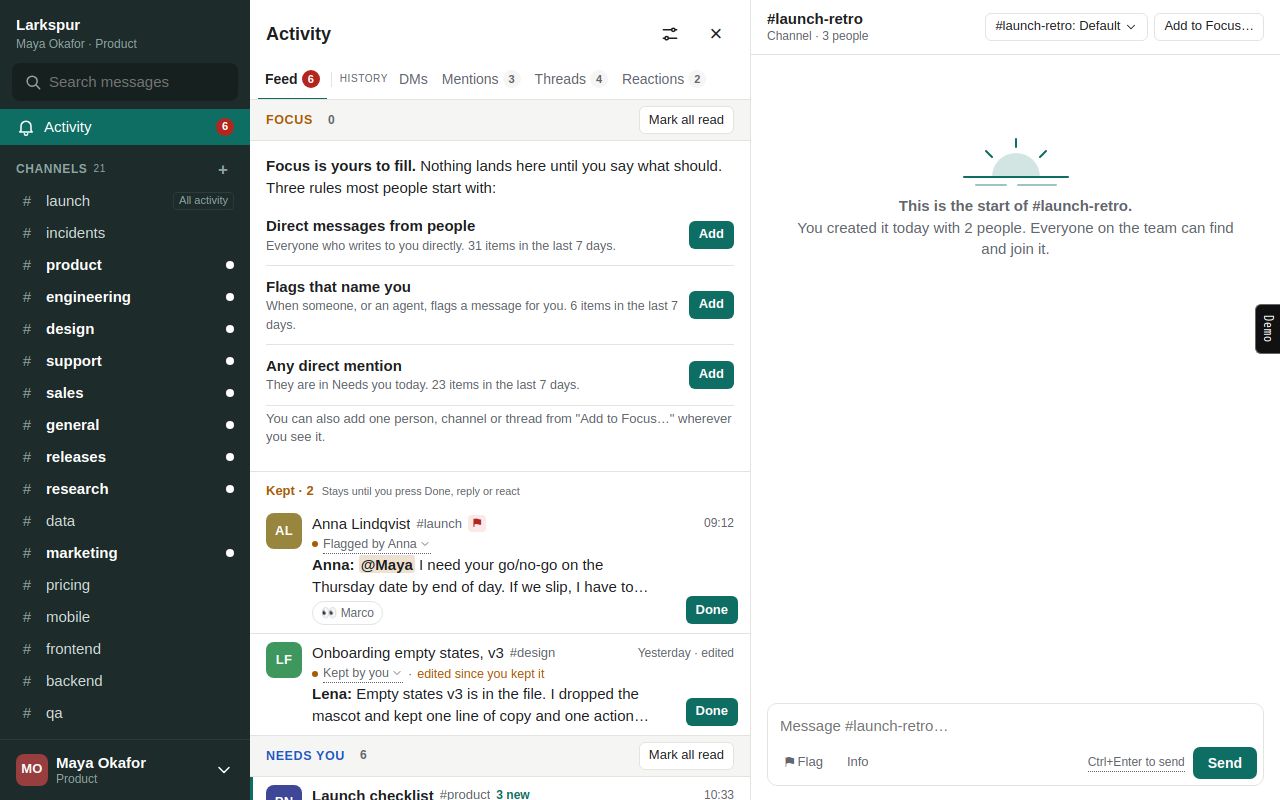 Larkspur
Maya Okafor · Product
Search messages
Activity 6
CHANNELS 21 +
# launch All activity
# incidents
# product
# engineering
# design
# support
# sales
# general
# releases
# research
# data
# marketing
# pricing
# mobile
# frontend
# backend
# qa
MO Maya Okafor
Product
Activity
Feed 6 HISTORY DMs Mentions 3 Threads 4 Reactions 2
FOCUS 0 Mark all read
Focus is yours to fill. Nothing lands here until you say what should.
Three rules most people start with:
Direct messages from people
Everyone who writes to you directly. 31 items in the last 7 days.
Add
Flags that name you
When someone, or an agent, flags a message for you. 6 items in the last 7
days.
Add
Any direct mention
They are in Needs you today. 23 items in the last 7 days.
Add
You can also add one person, channel or thread from "Add to Focus…" wherever
you see it.
Kept · 2 Stays until you press Done, reply or react
AL Anna Lindqvist #launch 09:12
Flagged by Anna
Anna: @Maya I need your go/no-go on the
Thursday date by end of day. If we slip, I have to…
👀 Marco
Done
LF Onboarding empty states, v3 #design Yesterday · edited
Kept by you · edited since you kept it
Lena: Empty states v3 is in the file. I dropped the
mascot and kept one line of copy and one action…
Done
NEEDS YOU 6 Mark all read
Launch checklist #product 3 new 10:33
#launch-retro
Channel · 3 people
#launch-retro: Default
Add to Focus…
This is the start of #launch-retro.
You created it today with 2 people. Everyone on the team can find
and join it.
Demo
Message #launch-retro…
Flag Info Ctrl+Enter to send Send